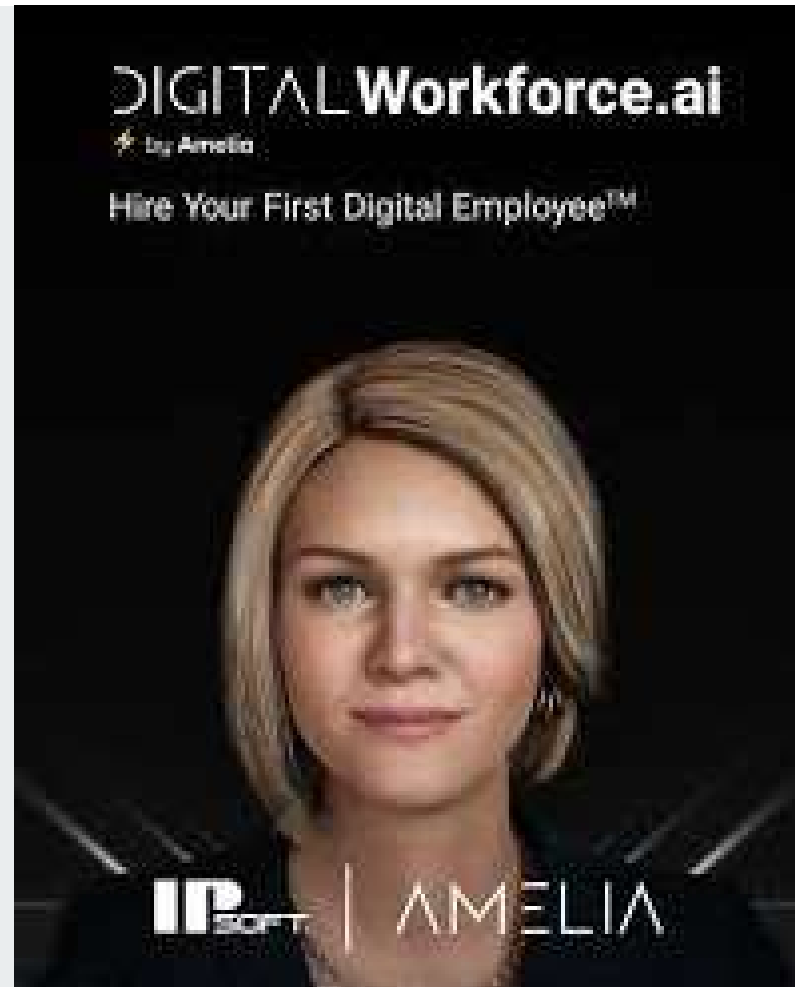 DIGITALWorkforce.ai
by Amelia
Hire Your First Digital Employee™
IPSOFT | AMELIA